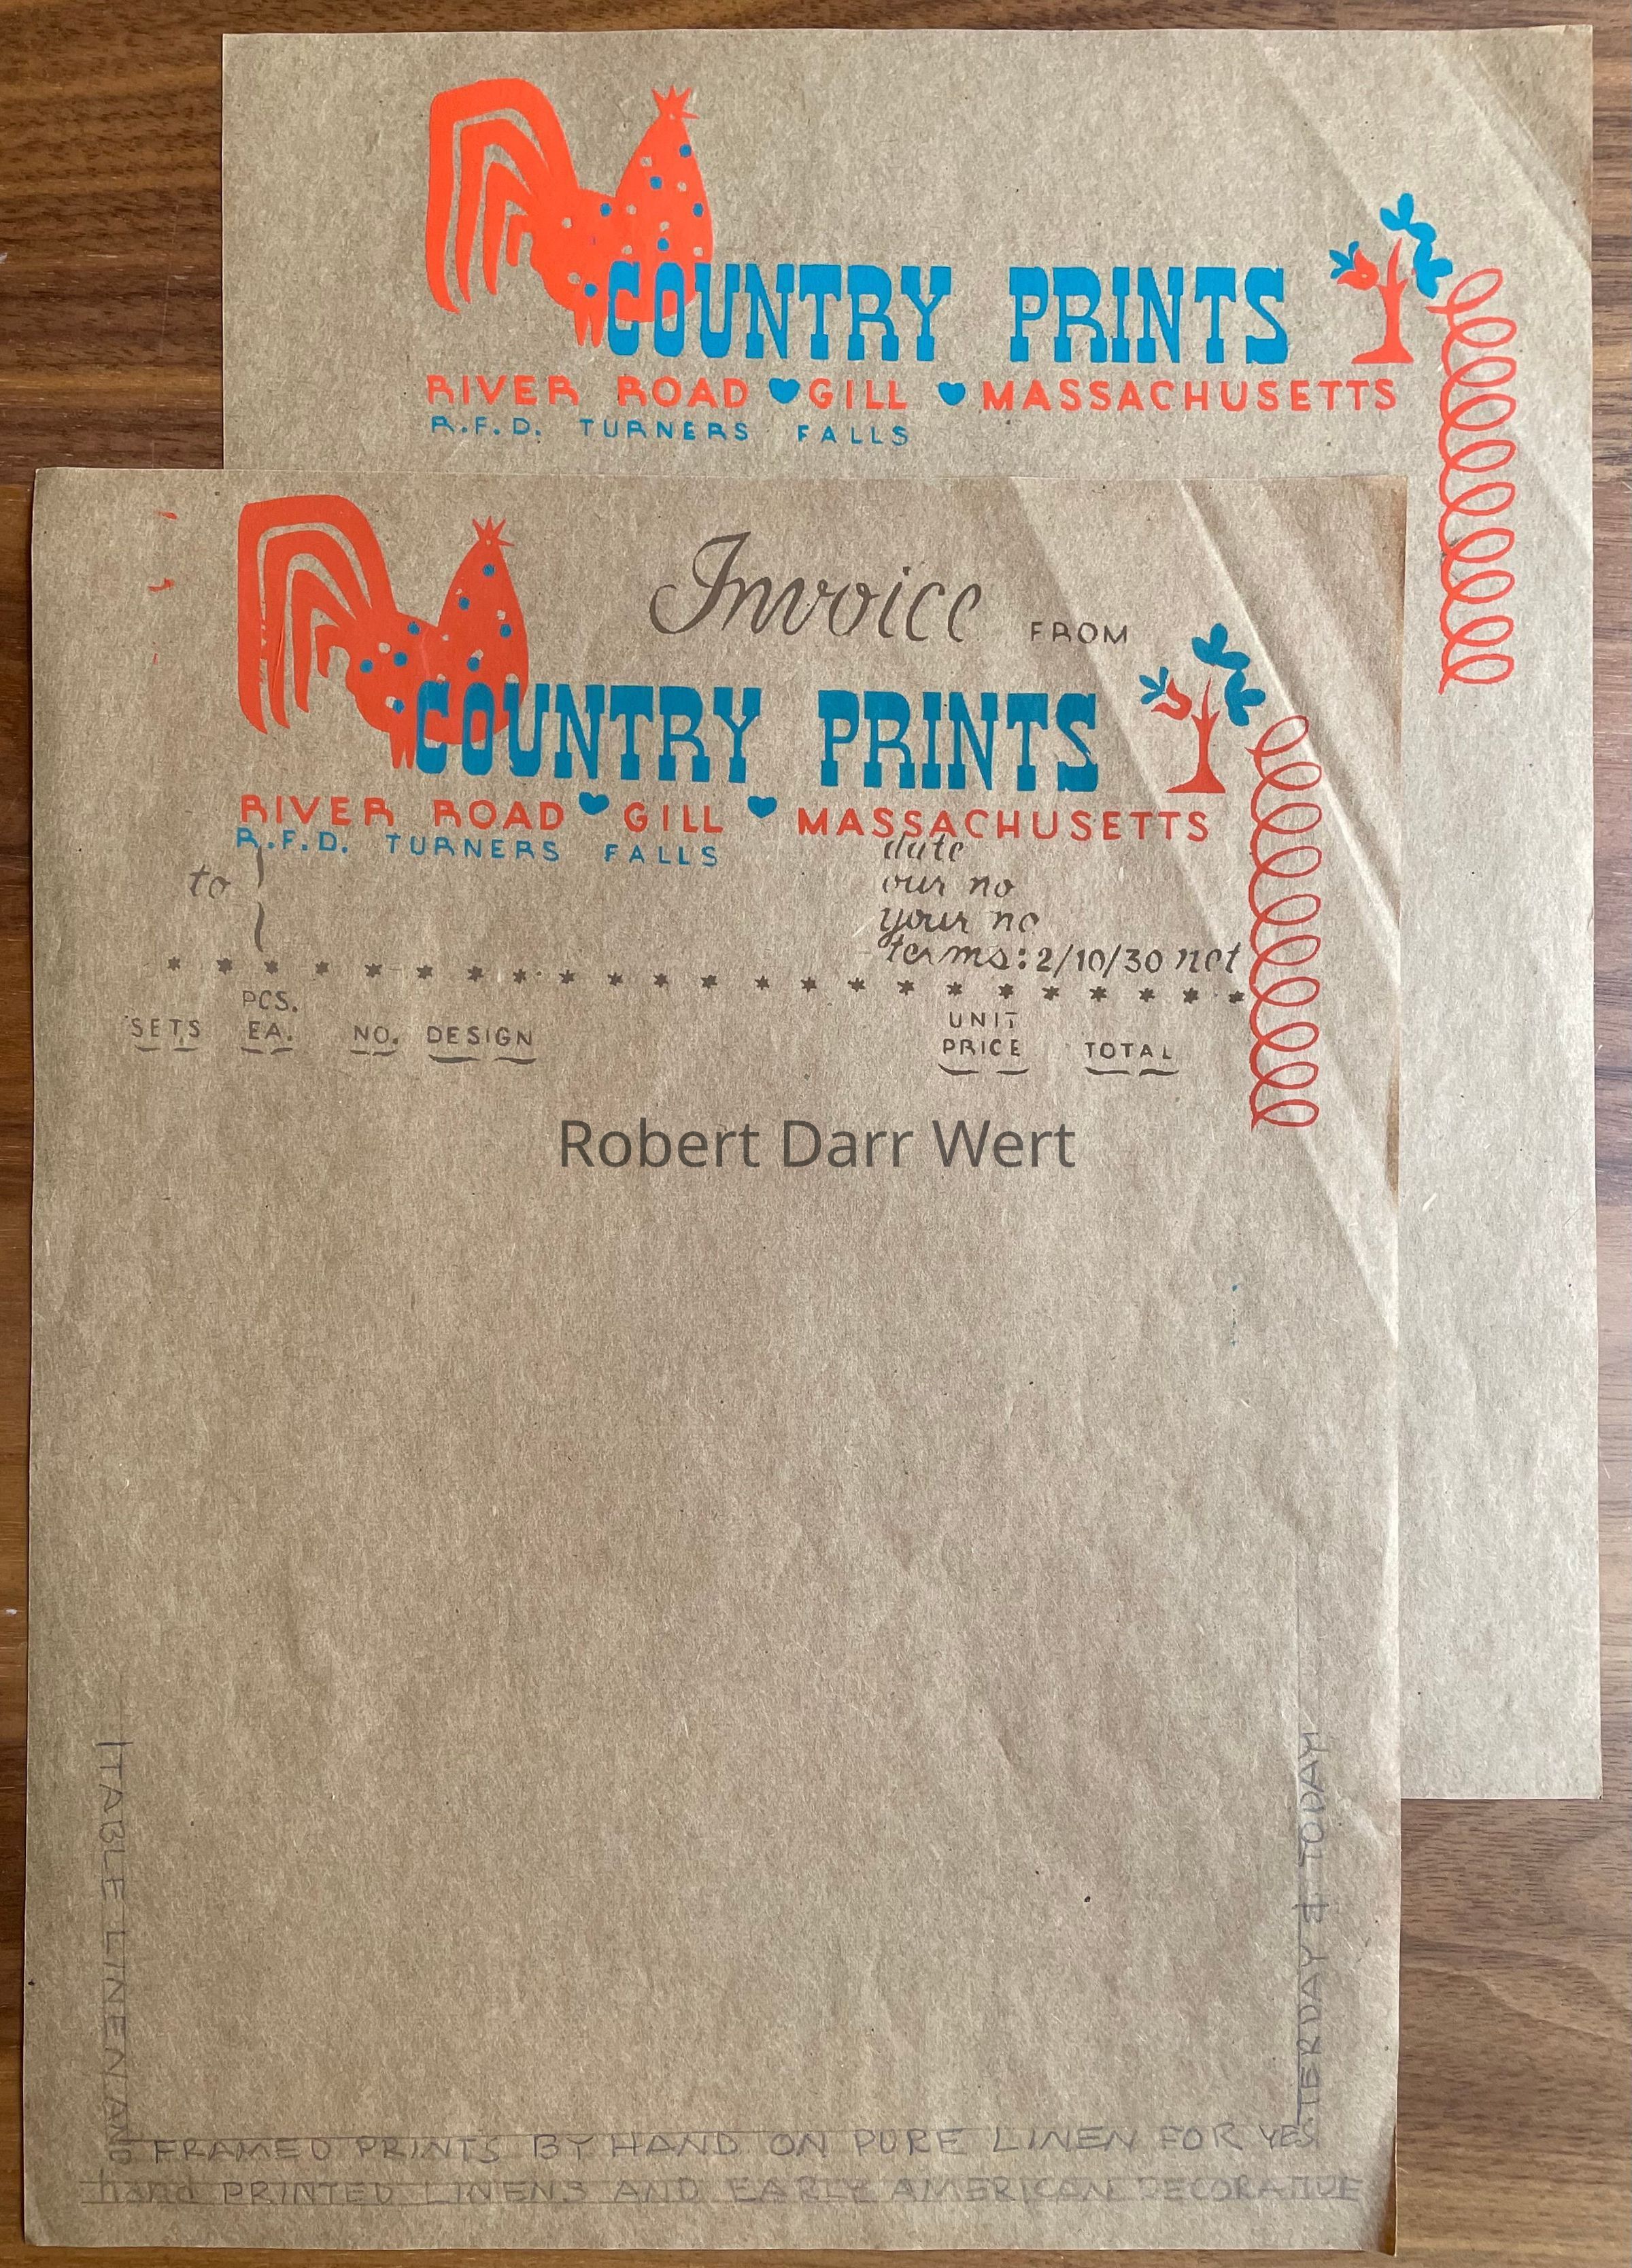 COUNTRY PRINTS
RIVER ROAD GILL MASSACHUSETTS
R.F.D. TURNERS FALLS
Invoice FROM
COUNTRY PRINTS
RIVER ROAD GILL MASSACHUSETTS
R.F.D. TURNERS FALLS
date
to
our no
your no
terms: 2/10/30 net
* * * * * * * * * * * * * * * * * * * * * * *
SETS PCS. EA. NO. DESIGN UNIT PRICE TOTAL
Robert Darr Wert
TABLE LINEN AND
FRAMED PRINTS BY HAND ON PURE LINEN FOR YES
TERDAY & TODAY
hand PRINTED LINENS AND EARLY AMERICAN DECORATIVE